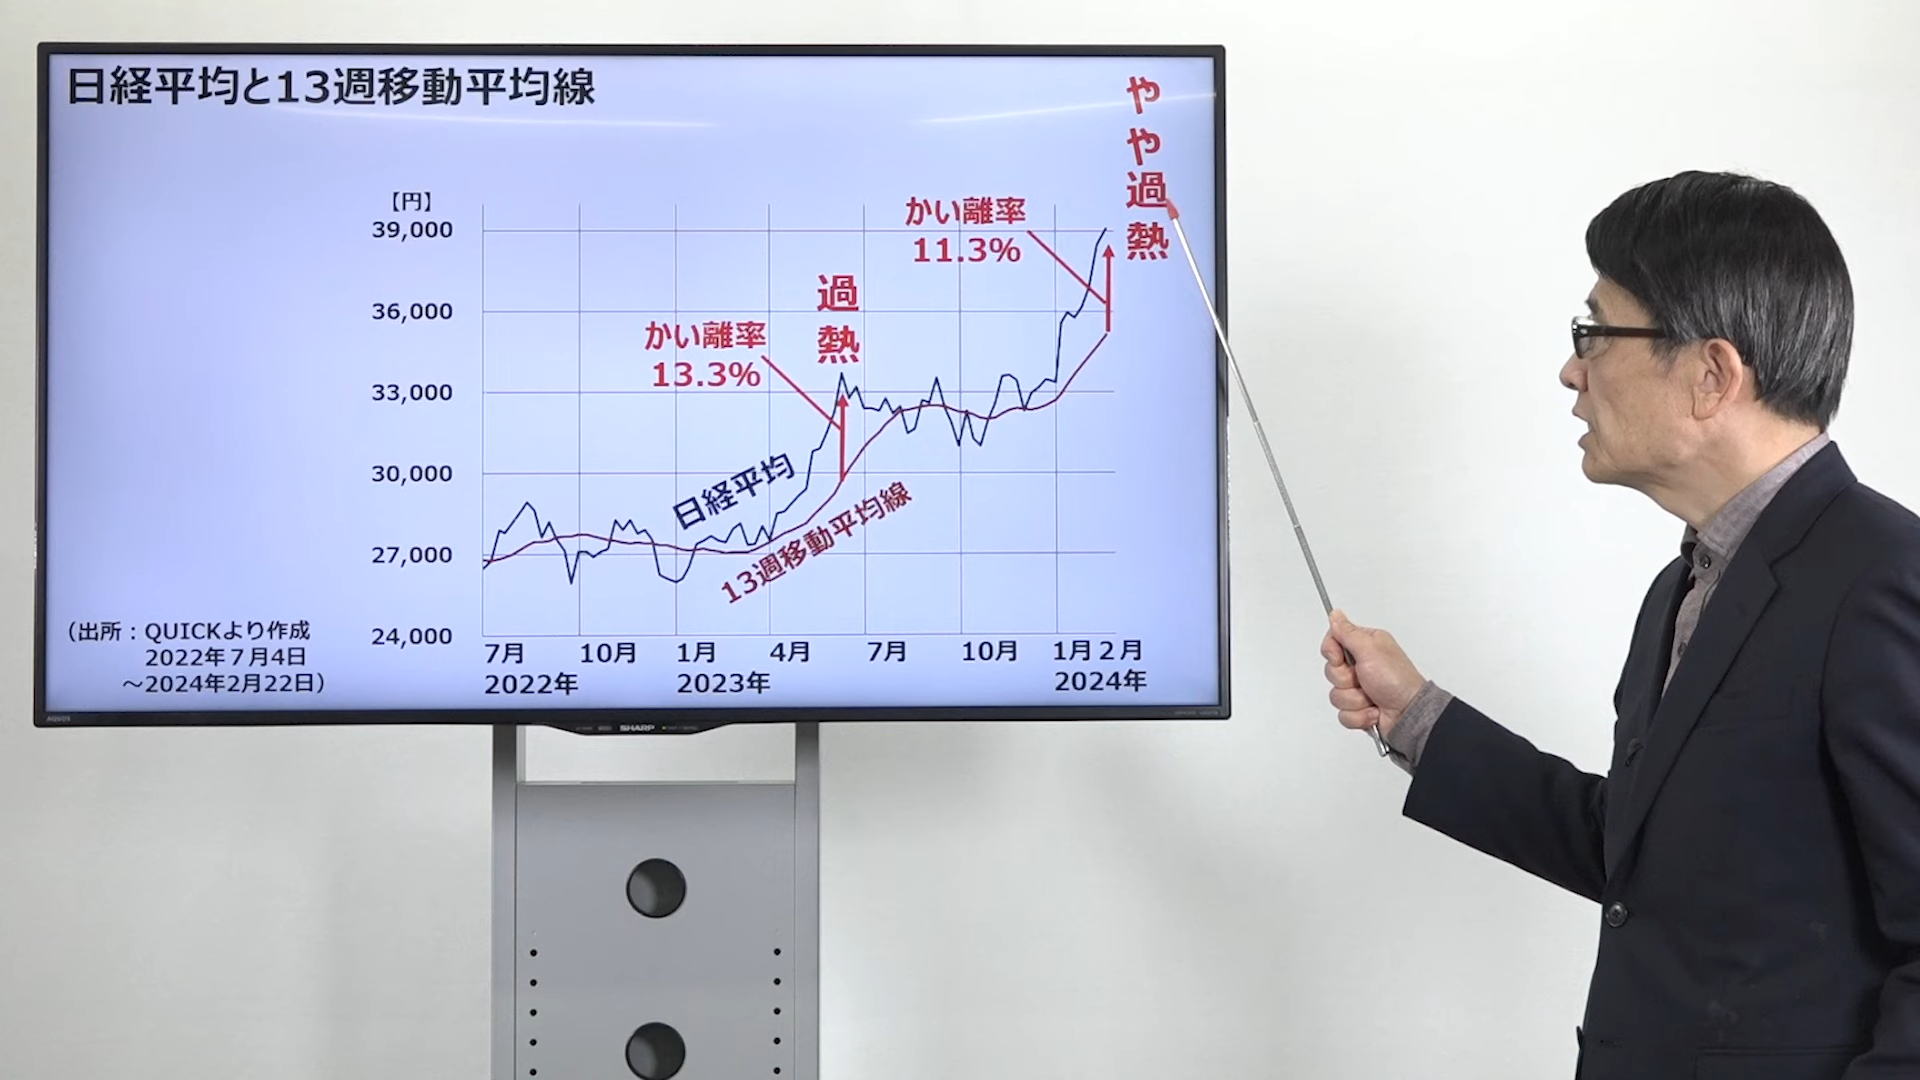 日経平均と13週移動平均線
【円】
39,000
36,000
33,000
30,000
27,000
24,000
かい離率
13.3%
過熱
かい離率
11.3%
やや過熱
日経平均
13週移動平均線
7月
10月
1月
4月
7月
10月
1月2月
2022年
2023年
2024年
（出所：QUICKより作成
2022年7月4日
～2024年2月22日）
AQUOS
SHARP